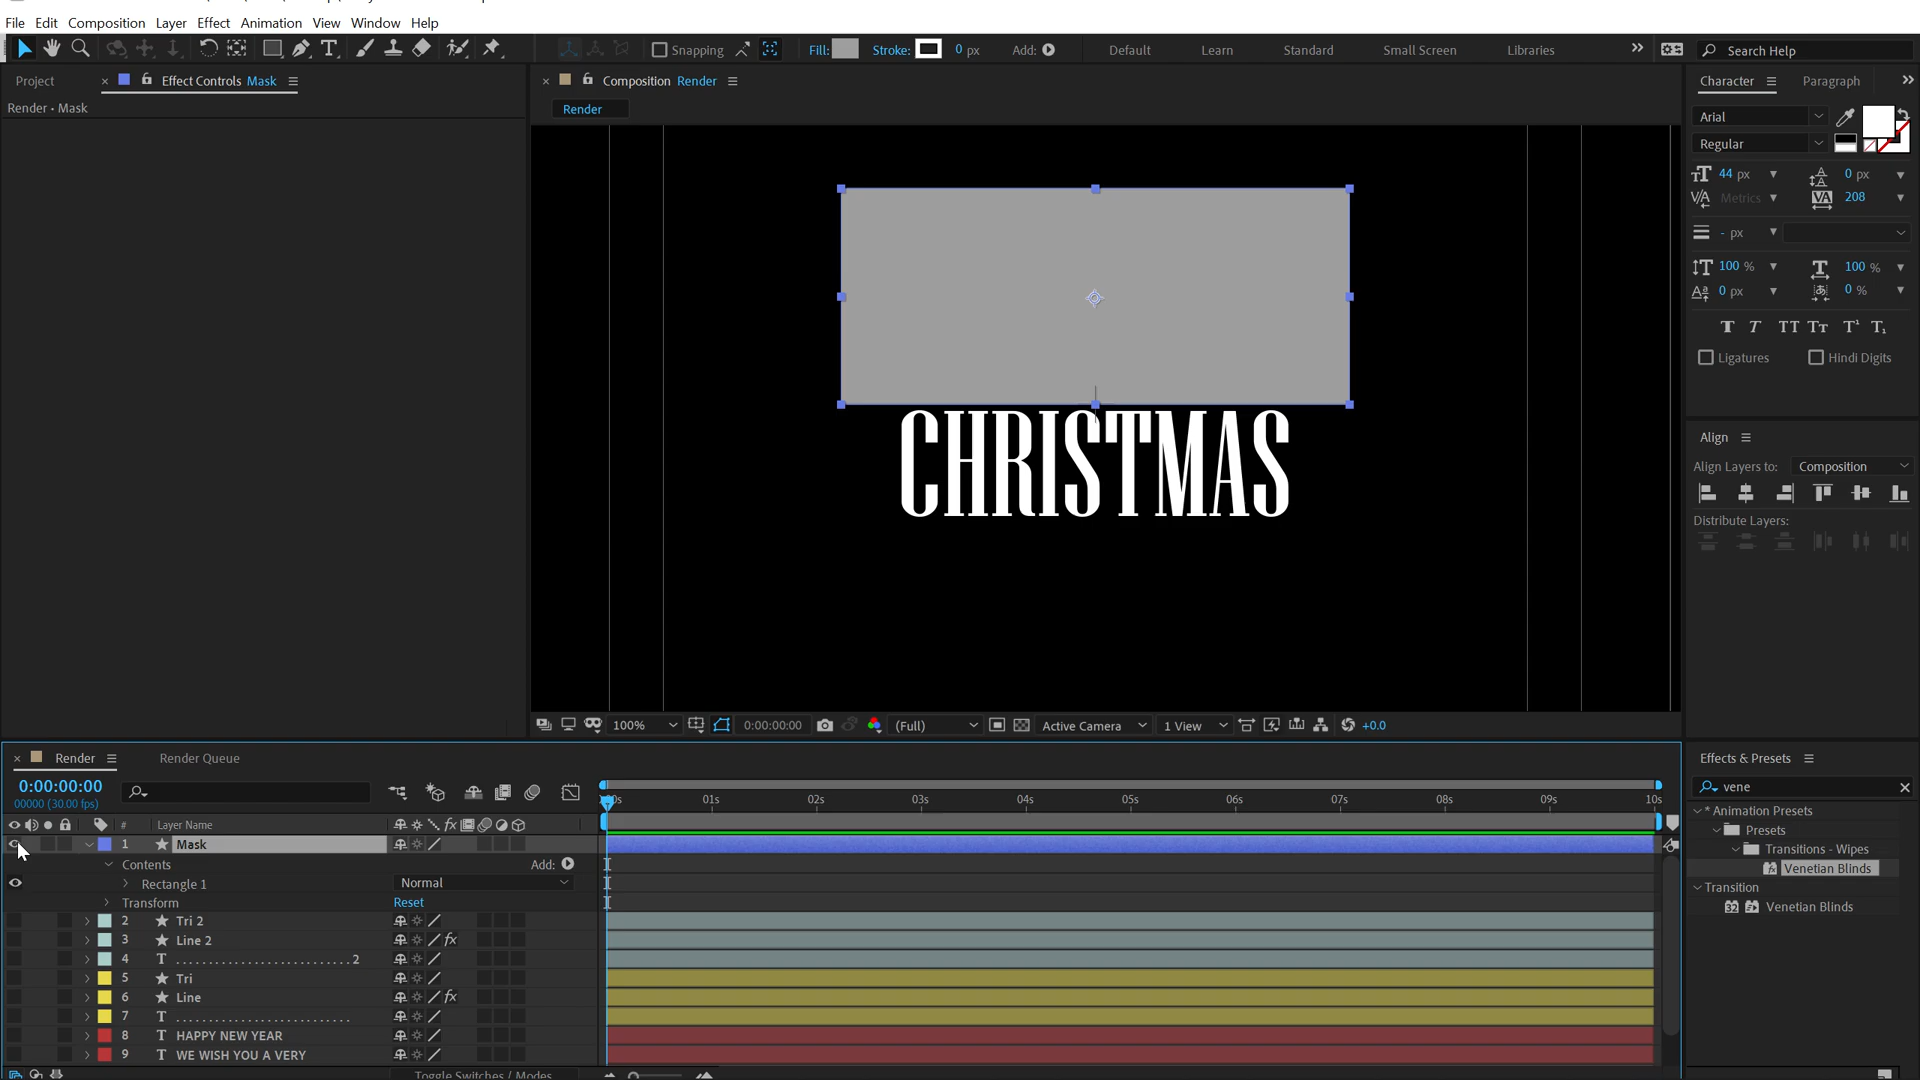 File Edit Composition Layer Effect Animation View Window Help
Snapping Fill: Stroke: 0 px Add: Default Learn Standard Small Screen Libraries Search Help
Project Effect Controls Mask Composition Render Character Paragraph
Render • Mask
Render
Arial
Regular
44 px 0 px
Metrics 208
- px
100 % 100 %
0 px 0 %
Ligatures Hindi Digits
CHRISTMAS
Align
Align Layers to: Composition
Distribute Layers:
100% 0:00:00:00 (Full) Active Camera 1 View +0.0
Render Render Queue
0:00:00:00
00000 (30.00 fps)
01s 02s 03s 04s 05s 06s 07s 08s 09s 10s
# Layer Name
1 Mask
Contents Add:
Rectangle 1 Normal
Transform Reset
2 Tri 2
3 Line 2
4 T ...........................2
5 Tri
6 Line
7 T ...........................
8 T HAPPY NEW YEAR
9 T WE WISH YOU A VERY
Toggle Switches / Modes
Effects & Presets
vene
* Animation Presets
Presets
Transitions - Wipes
Venetian Blinds
Transition
32 Venetian Blinds